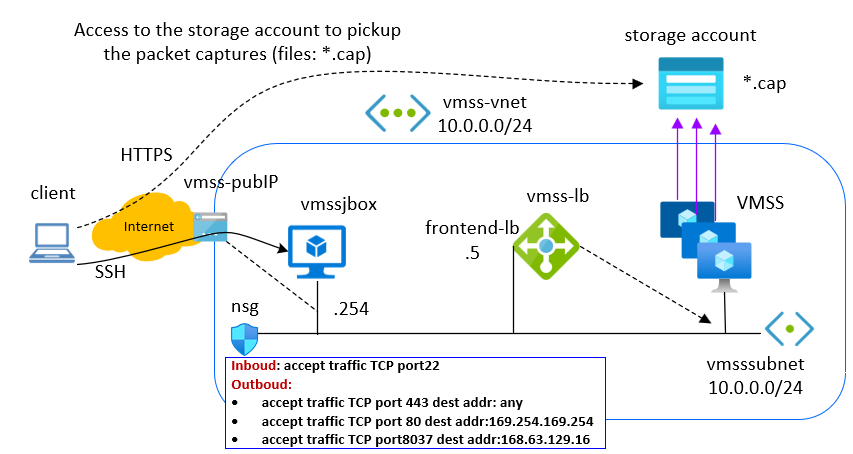 Access to the storage account to pickup
the packet captures (files: *.cap)
storage account
*.cap
vmss-vnet
10.0.0.0/24
HTTPS
vmss-pubIP
client
vmssjbox
vmss-lb
VMSS
Internet
frontend-lb
.5
SSH
nsg
.254
vmsssubnet
10.0.0.0/24
Inboud: accept traffic TCP port22
Outboud:
• accept traffic TCP port 443 dest addr: any
• accept traffic TCP port 80 dest addr:169.254.169.254
• accept traffic TCP port8037 dest addr:168.63.129.16